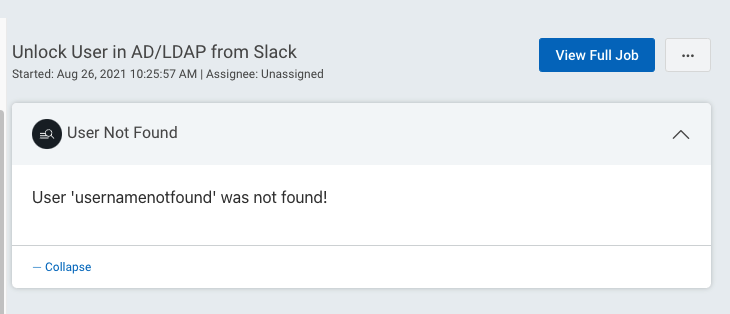 Unlock User in AD/LDAP from Slack
Started: Aug 26, 2021 10:25:57 AM | Assignee: Unassigned
View Full Job
...
User Not Found
User 'usernamenotfound' was not found!
— Collapse